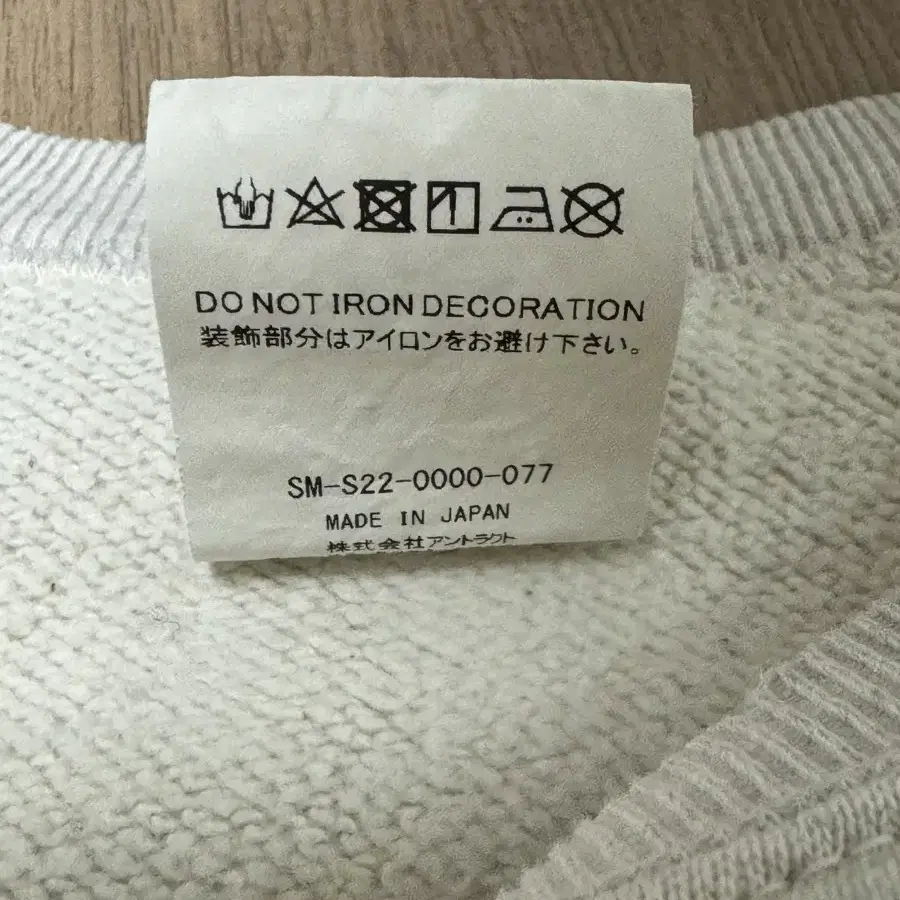 DO NOT IRON DECORATION
装飾部分はアイロンをお避け下さい。
SM-S22-0000-077
MADE IN JAPAN
株式会社アントラクト